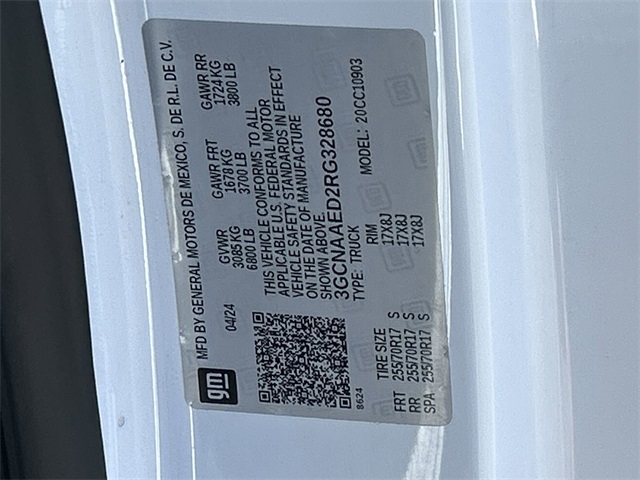 gm
MFD BY GENERAL MOTORS DE MEXICO, S. DE R.L. DE C.V.
04/24
GVWR GAWR FRT GAWR RR
3085 KG 1678 KG 1724 KG
6800 LB 3700 LB 3800 LB
THIS VEHICLE CONFORMS TO ALL
APPLICABLE U.S. FEDERAL MOTOR
VEHICLE SAFETY STANDARDS IN EFFECT
ON THE DATE OF MANUFACTURE
SHOWN ABOVE.
3GCNAAED2RG328680
TYPE: TRUCK MODEL: 20CC10903
8624
TIRE SIZE RIM
FRT 255/70R17 S 17X8J
RR 255/70R17 S 17X8J
SPA 255/70R17 S 17X8J